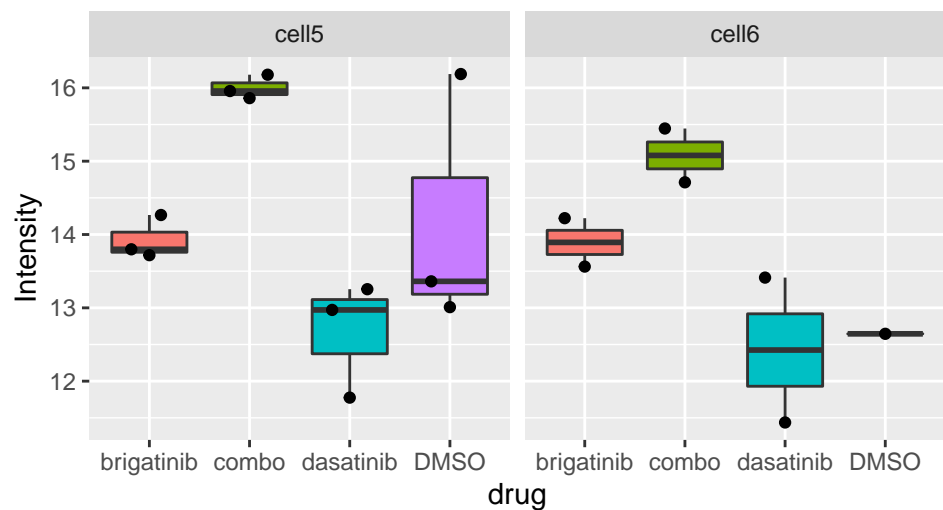 cell5 cell6
Intensity
16
15
14
13
12
brigatinib combo dasatinib DMSO brigatinib combo dasatinib DMSO
drug